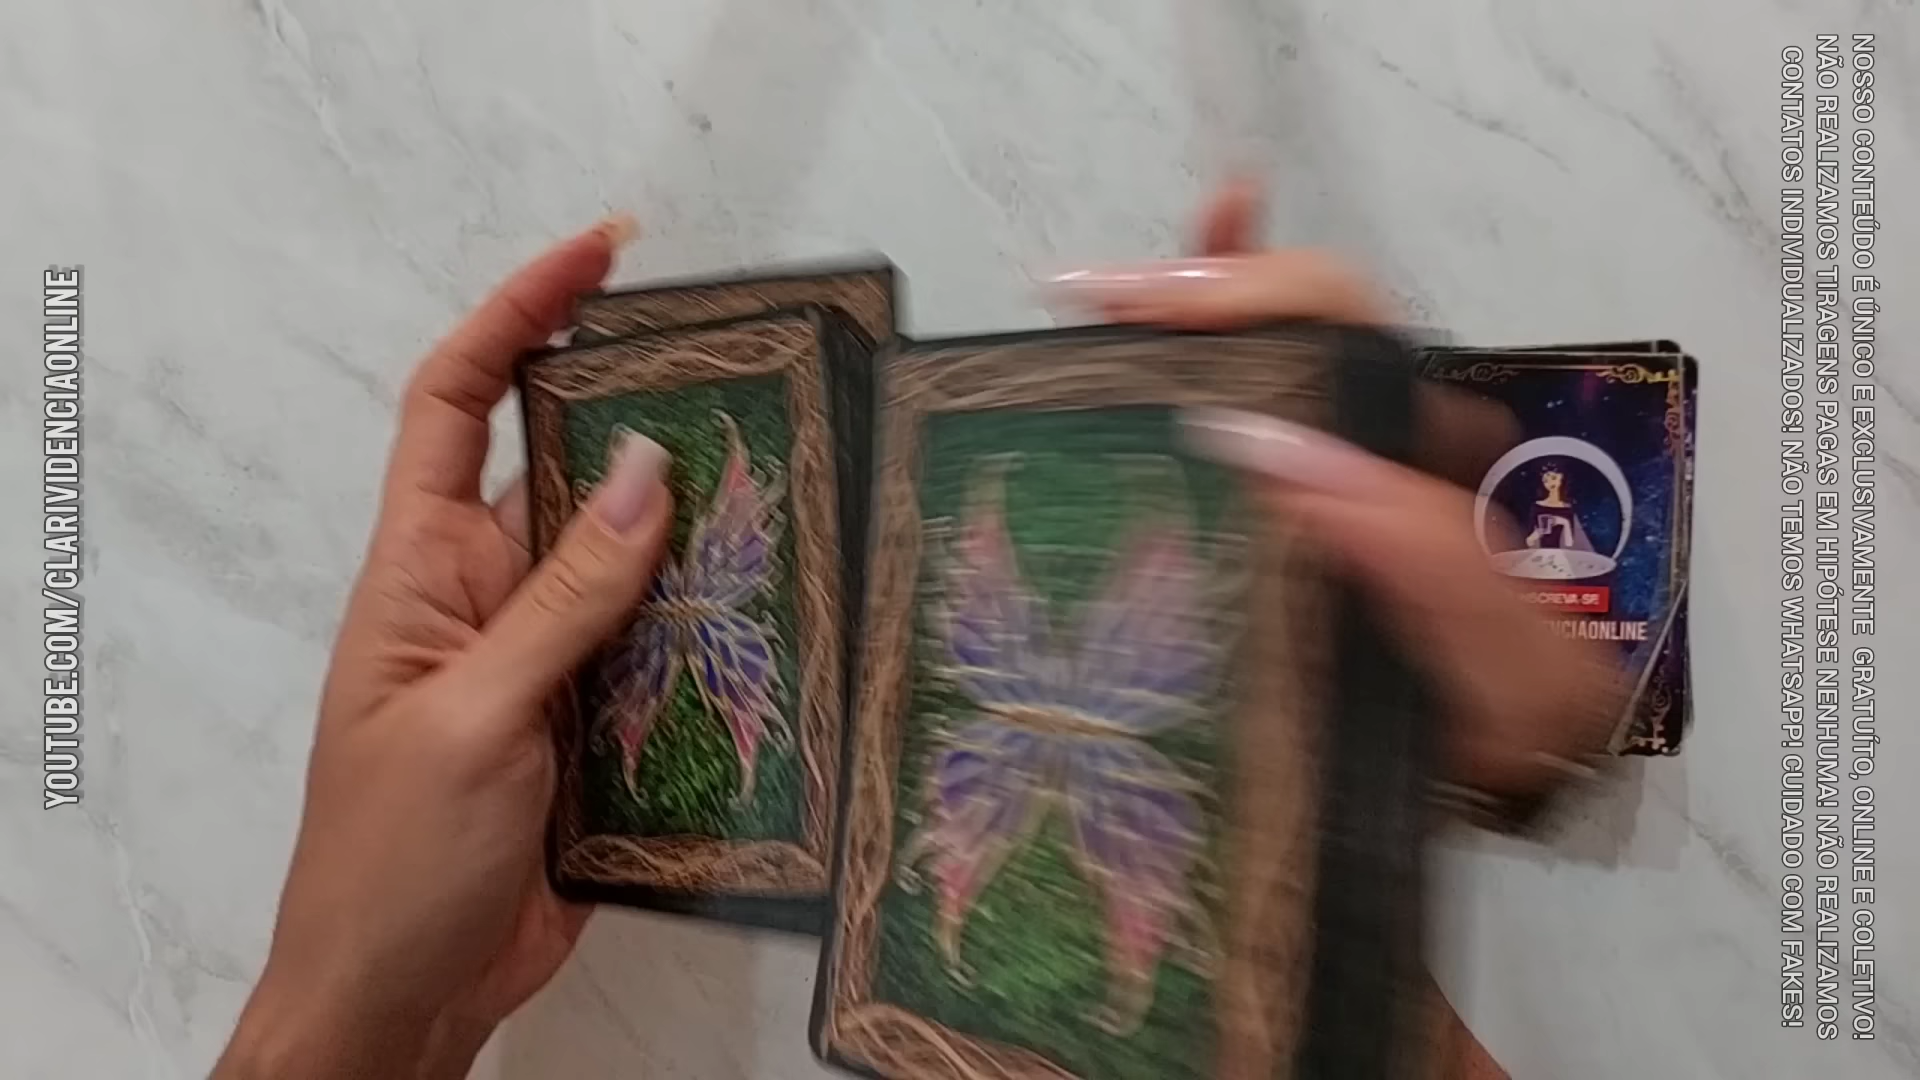 YOUTUBE.COM/CLARIVIDENCIAONLINE
NOSSO CONTEÚDO É ÚNICO E EXCLUSIVAMENTE GRATUÍTO, ONLINE E COLETIVO!
NÃO REALIZAMOS TIRAGENS PAGAS EM HIPÓTESE NENHUMA! NÃO REALIZAMOS
CONTATOS INDIVIDUALIZADOS! NÃO TEMOS WHATSAPP! CUIDADO COM FAKES!